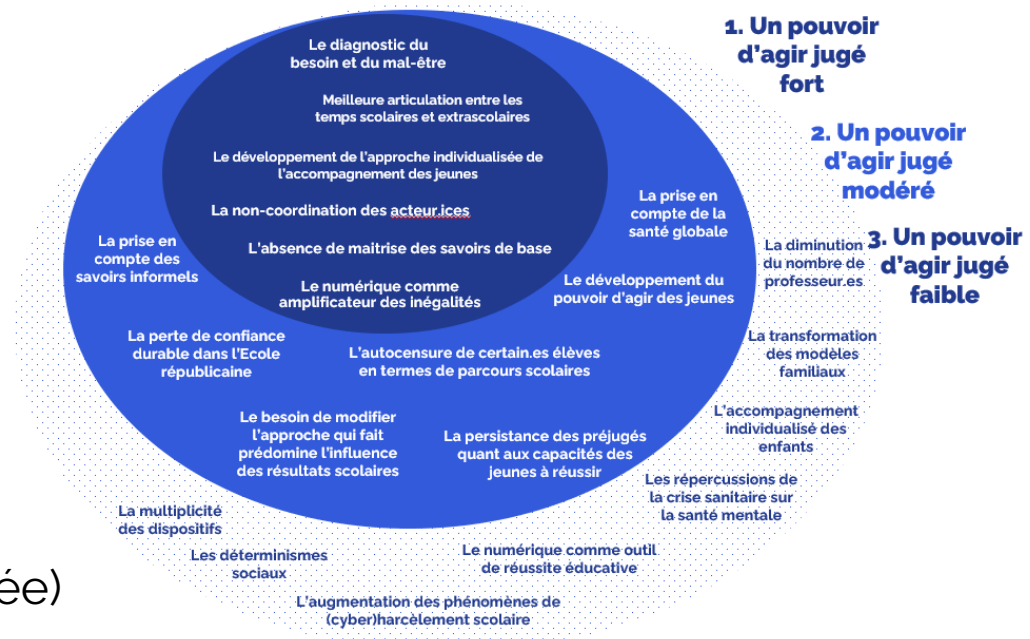 1. Un pouvoir
d'agir jugé
fort
2. Un pouvoir
d'agir jugé
modéré
3. Un pouvoir
d'agir jugé
faible
Le diagnostic du
besoin et du mal-être
Meilleure articulation entre les
temps scolaires et extrascolaires
Le développement de l'approche individualisée de
l'accompagnement des jeunes
La non-coordination des acteur.ices
L'absence de maitrise des savoirs de base
Le numérique comme
amplificateur des inégalités
La prise en
compte des
savoirs informels
La prise en
compte de la
santé globale
Le développement du
pouvoir d'agir des jeunes
La perte de confiance
durable dans l'Ecole
républicaine
L'autocensure de certain.es élèves
en termes de parcours scolaires
Le besoin de modifier
l'approche qui fait
prédomine l'influence
des résultats scolaires
La persistance des préjugés
quant aux capacités des
jeunes à réussir
La diminution
du nombre de
professeur.es
La transformation
des modèles
familiaux
L'accompagnement
individualisé des
enfants
Les répercussions de
la crise sanitaire sur
la santé mentale
La multiplicité
des dispositifs
Les déterminismes
sociaux
Le numérique comme outil
de réussite éducative
L'augmentation des phénomènes de
(cyber)harcèlement scolaire
ée)